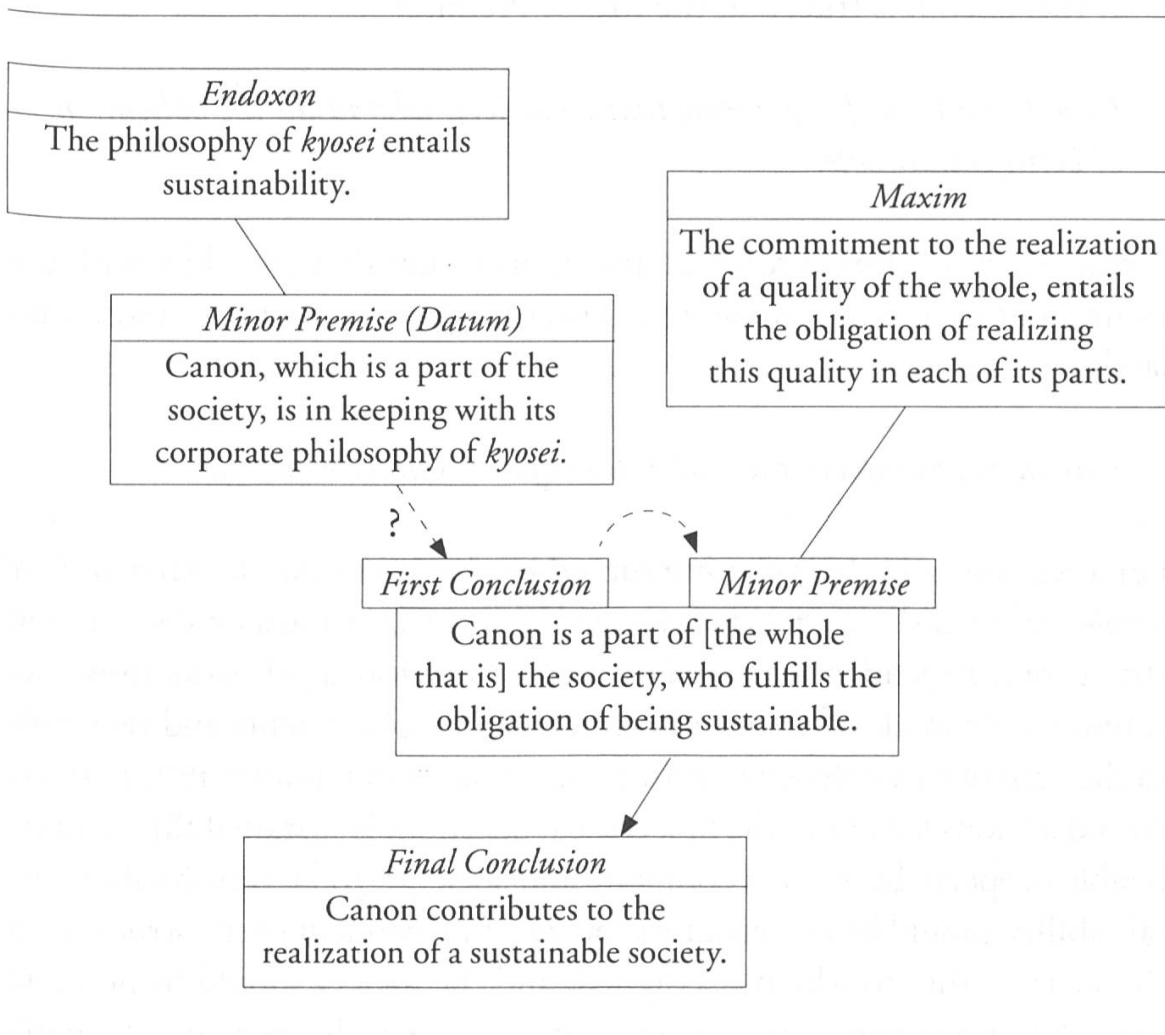 Endoxon
The philosophy of kyosei entails
sustainability.
Maxim
The commitment to the realization
of a quality of the whole, entails
the obligation of realizing
this quality in each of its parts.
Minor Premise (Datum)
Canon, which is a part of the
society, is in keeping with its
corporate philosophy of kyosei.
?
First Conclusion
Minor Premise
Canon is a part of [the whole
that is] the society, who fulfills the
obligation of being sustainable.
Final Conclusion
Canon contributes to the
realization of a sustainable society.